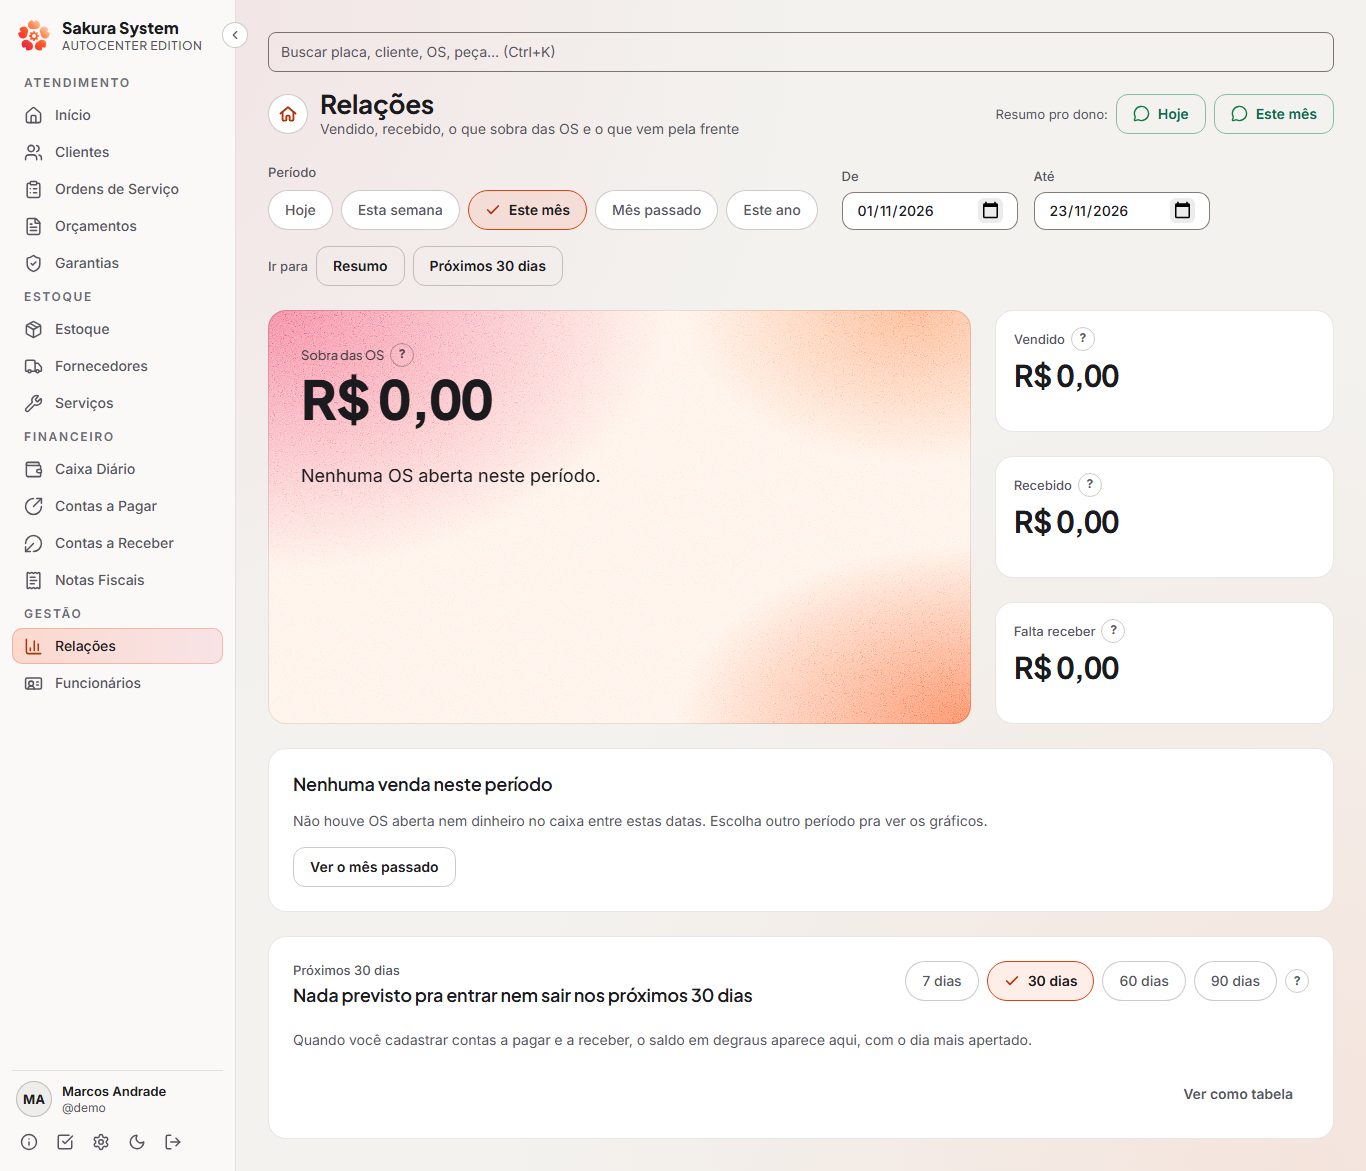 Sakura System
AUTOCENTER EDITION
ATENDIMENTO
Início
Clientes
Ordens de Serviço
Orçamentos
Garantias
ESTOQUE
Estoque
Fornecedores
Serviços
FINANCEIRO
Caixa Diário
Contas a Pagar
Contas a Receber
Notas Fiscais
GESTÃO
Relações
Funcionários
MA
Marcos Andrade
@demo
Buscar placa, cliente, OS, peça... (Ctrl+K)
Relações
Vendido, recebido, o que sobra das OS e o que vem pela frente
Resumo pro dono:
Hoje
Este mês
Período
Hoje
Esta semana
Este mês
Mês passado
Este ano
De
01/11/2026
Até
23/11/2026
Ir para
Resumo
Próximos 30 dias
Sobra das OS ?
R$ 0,00
Nenhuma OS aberta neste período.
Vendido ?
R$ 0,00
Recebido ?
R$ 0,00
Falta receber ?
R$ 0,00
Nenhuma venda neste período
Não houve OS aberta nem dinheiro no caixa entre estas datas. Escolha outro período pra ver os gráficos.
Ver o mês passado
Próximos 30 dias
Nada previsto pra entrar nem sair nos próximos 30 dias
7 dias
30 dias
60 dias
90 dias
?
Quando você cadastrar contas a pagar e a receber, o saldo em degraus aparece aqui, com o dia mais apertado.
Ver como tabela